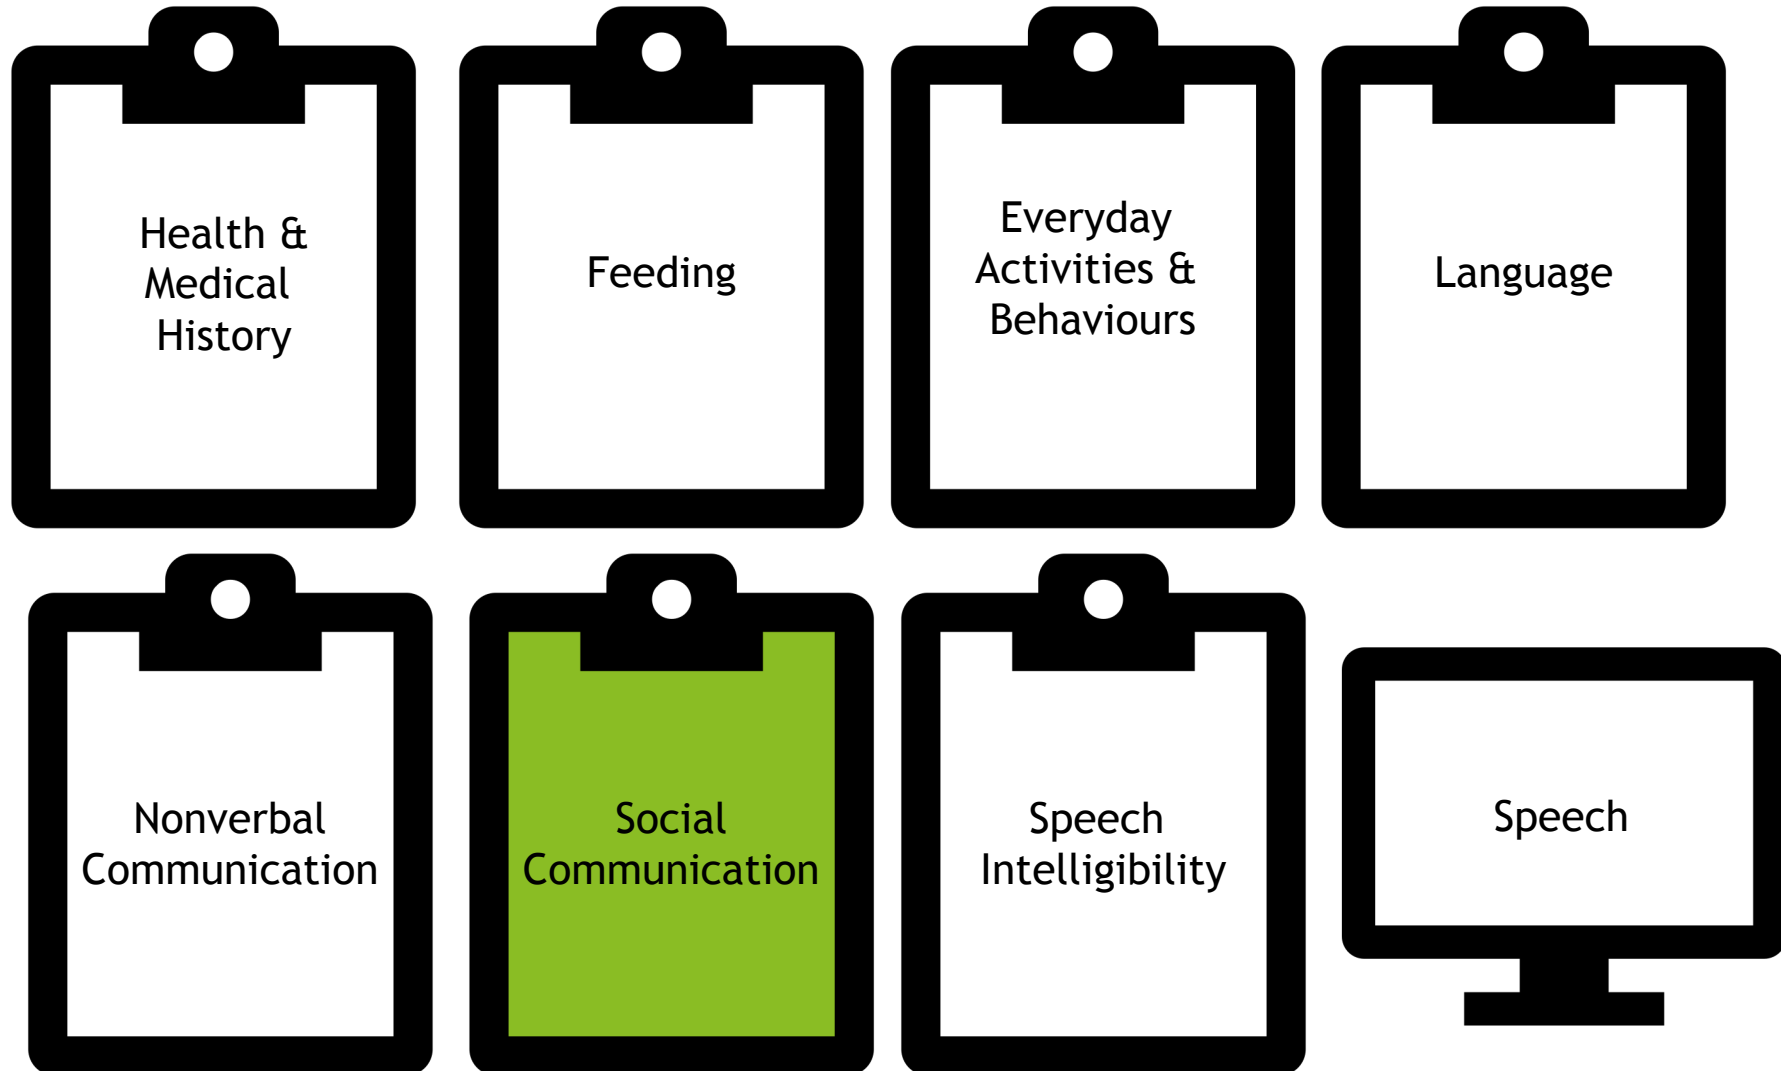 Health &
Medical
History
Feeding
Everyday
Activities &
Behaviours
Language
Nonverbal
Communication
Social
Communication
Speech
Intelligibility
Speech